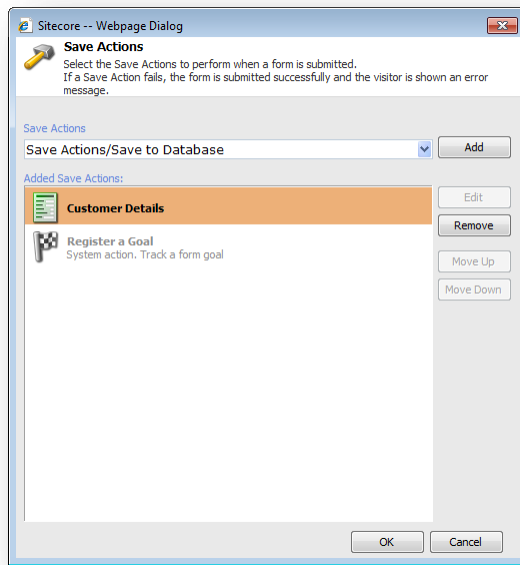 Sitecore -- Webpage Dialog
Save Actions
Select the Save Actions to perform when a form is submitted.
If a Save Action fails, the form is submitted successfully and the visitor is shown an error
message.
Save Actions
Save Actions/Save to Database
Add
Added Save Actions:
Customer Details
Edit
Remove
Register a Goal
System action. Track a form goal
Move Up
Move Down
OK
Cancel